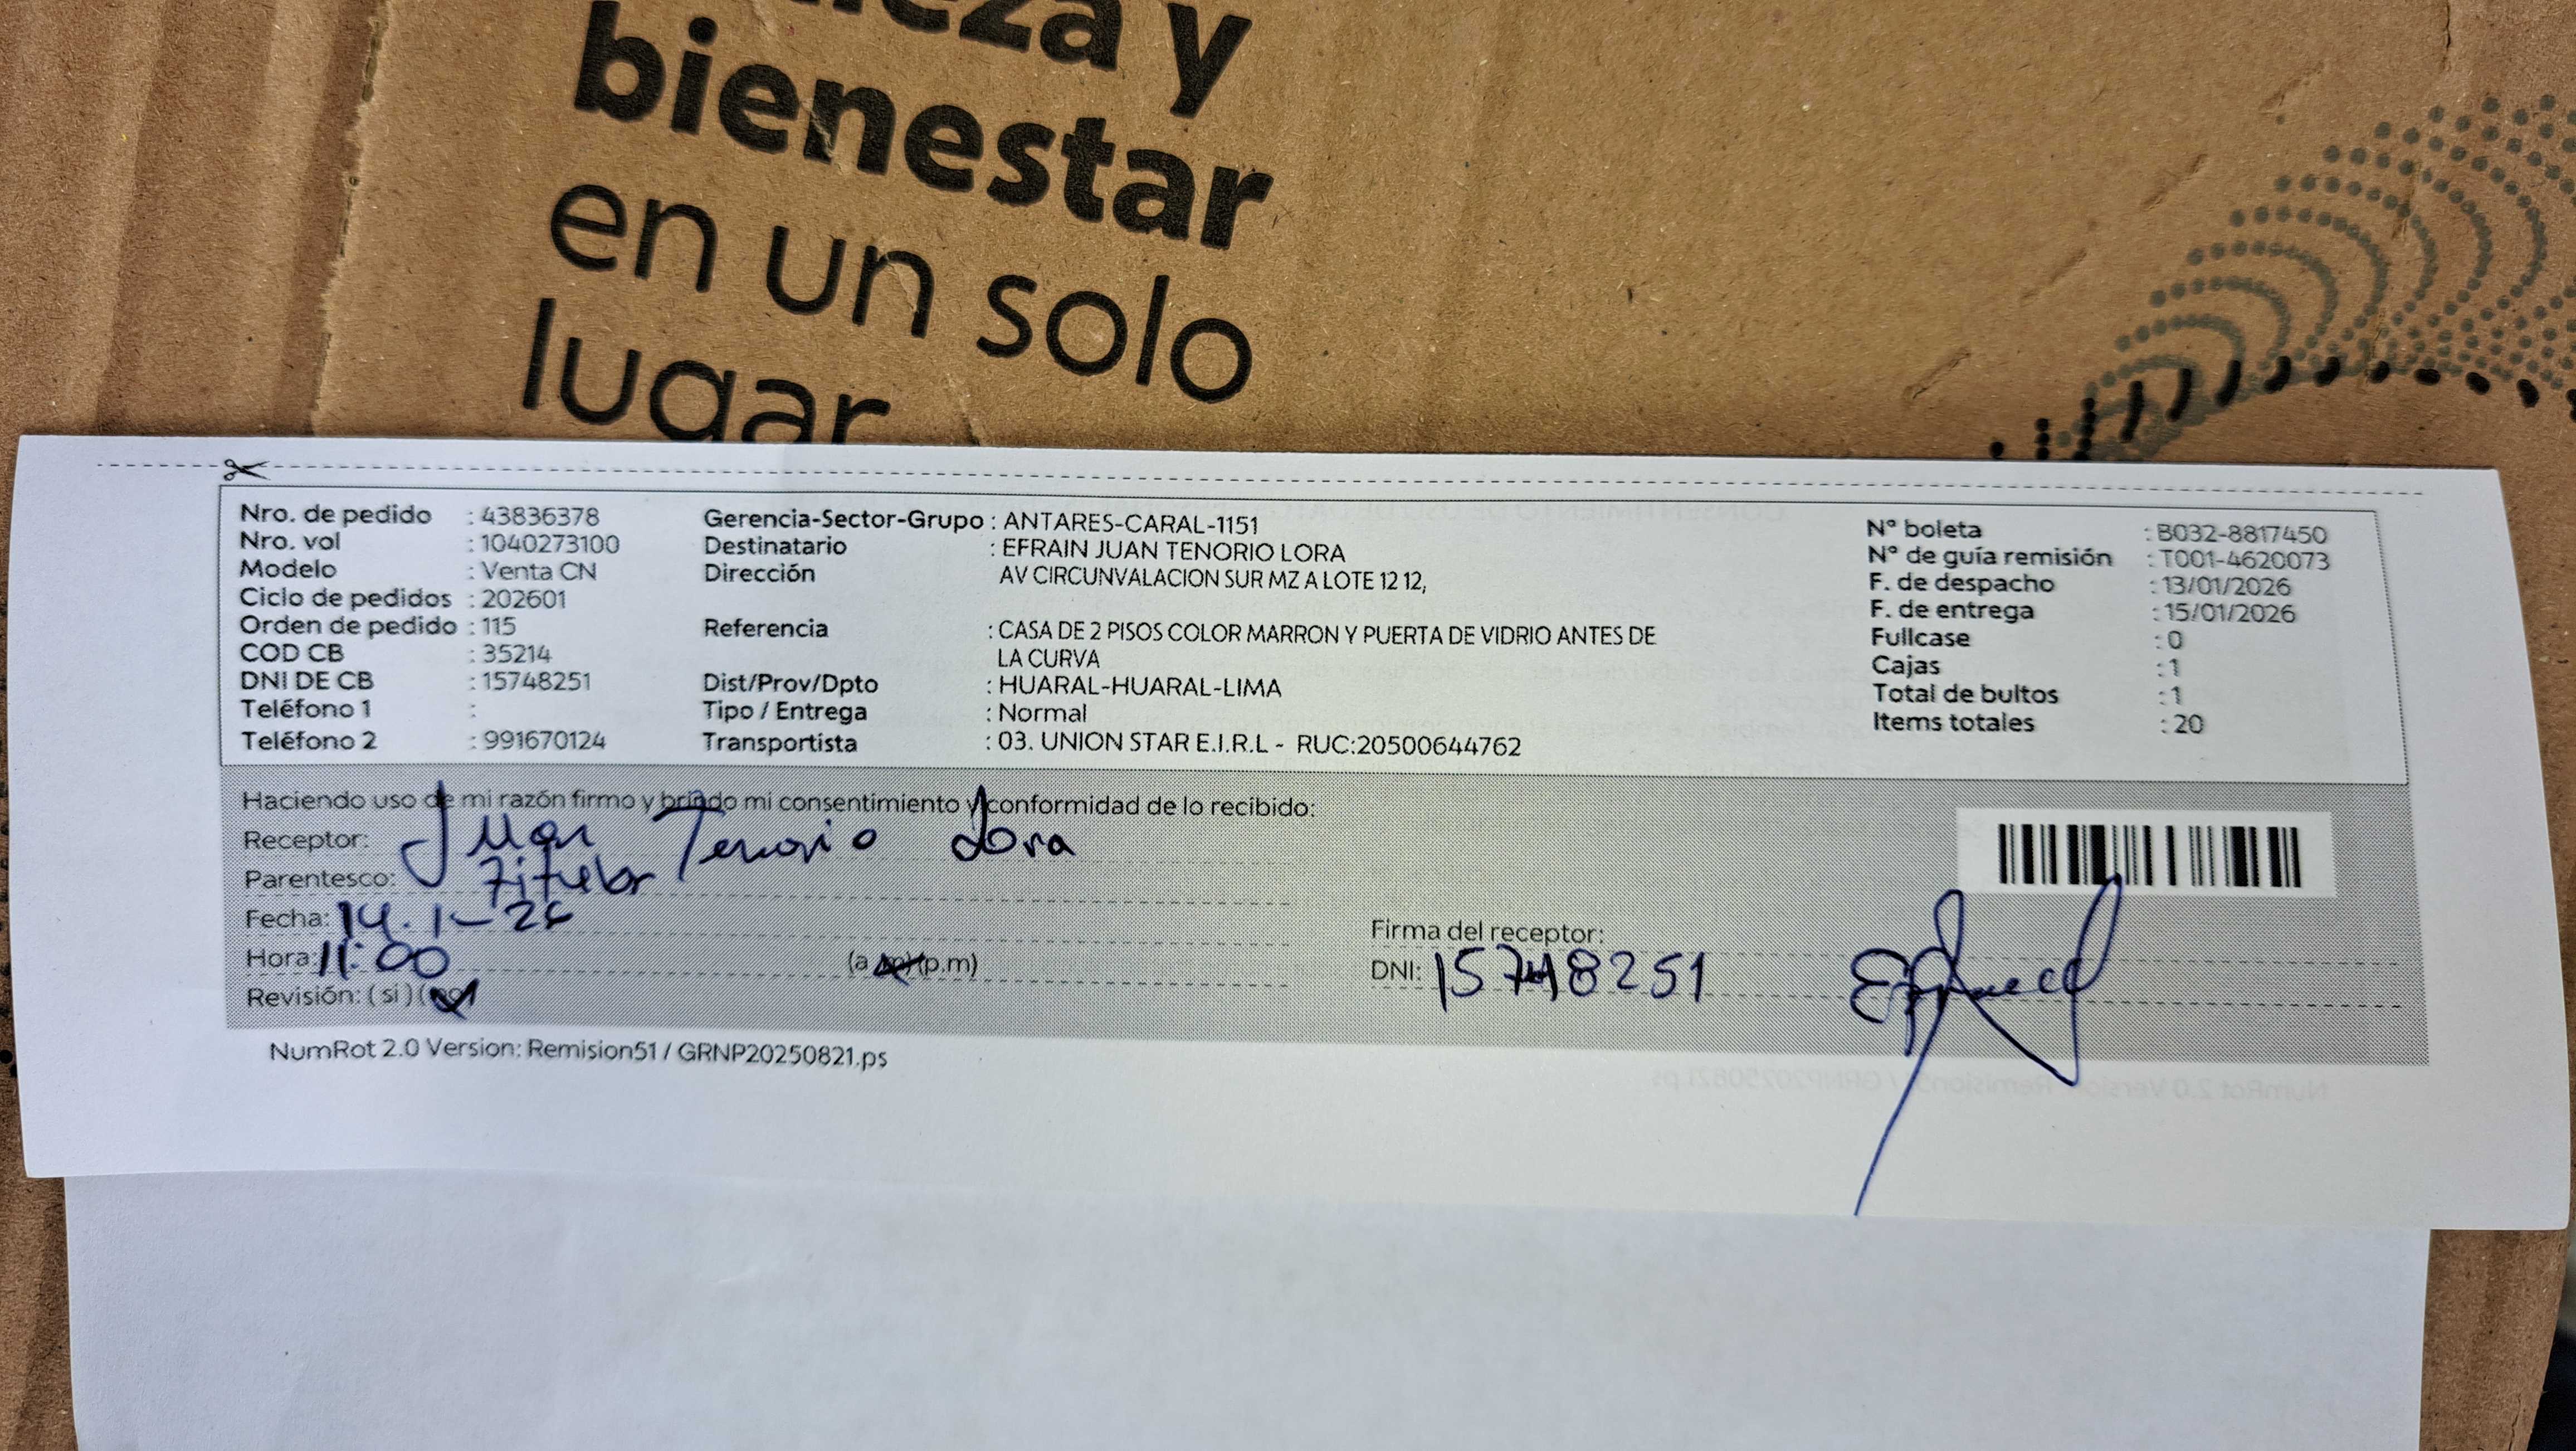 y
bienestar
en un solo
lugar
Nro. de pedido : 43836378
Nro. vol : 1040273100
Modelo : Venta CN
Ciclo de pedidos : 202601
Orden de pedido : 115
COD CB : 35214
DNI DE CB : 15748251
Teléfono 1 :
Teléfono 2 : 991670124
Gerencia-Sector-Grupo : ANTARES-CARAL-1151
Destinatario : EFRAIN JUAN TENORIO LORA
Dirección AV CIRCUNVALACION SUR MZ A LOTE 12 12,
Referencia : CASA DE 2 PISOS COLOR MARRON Y PUERTA DE VIDRIO ANTES DE
LA CURVA
Dist/Prov/Dpto : HUARAL-HUARAL-LIMA
Tipo / Entrega : Normal
Transportista : 03. UNION STAR E.I.R.L - RUC:20500644762
N° boleta : B032-8817450
N° de guía remisión : T001-4620073
F. de despacho : 13/01/2026
F. de entrega : 15/01/2026
Fullcase : 0
Cajas : 1
Total de bultos : 1
Items totales : 20
Haciendo uso de mi razón firmo y brindo mi consentimiento y conformidad de lo recibido:
Receptor: Juan Tenorio Lora
Parentesco: Titular
Fecha: 14.1-26
Hora: 11:00 (a.m) (p.m)
Revisión: (si) (no)
Firma del receptor:
DNI: 15748251
NumRot 2.0 Version: Remision51 / GRNP20250821.ps